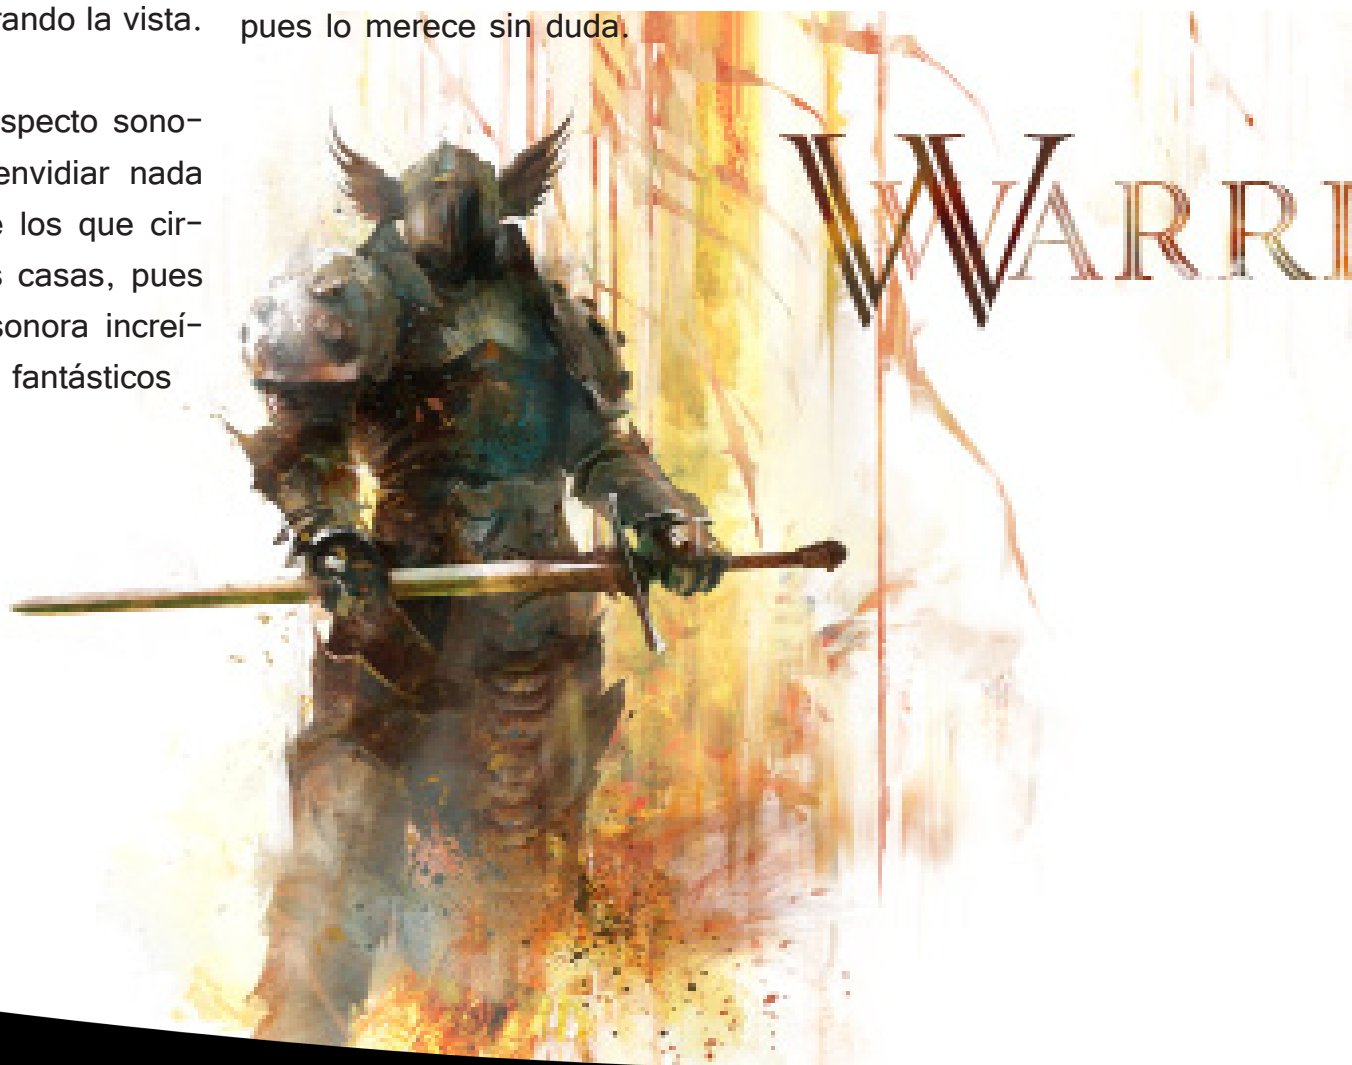 rando la vista.
specto sono-
envidiar nada
e los que cir-
s casas, pues
sonora increí-
fantásticos
pues lo merece sin duda.
WARRI